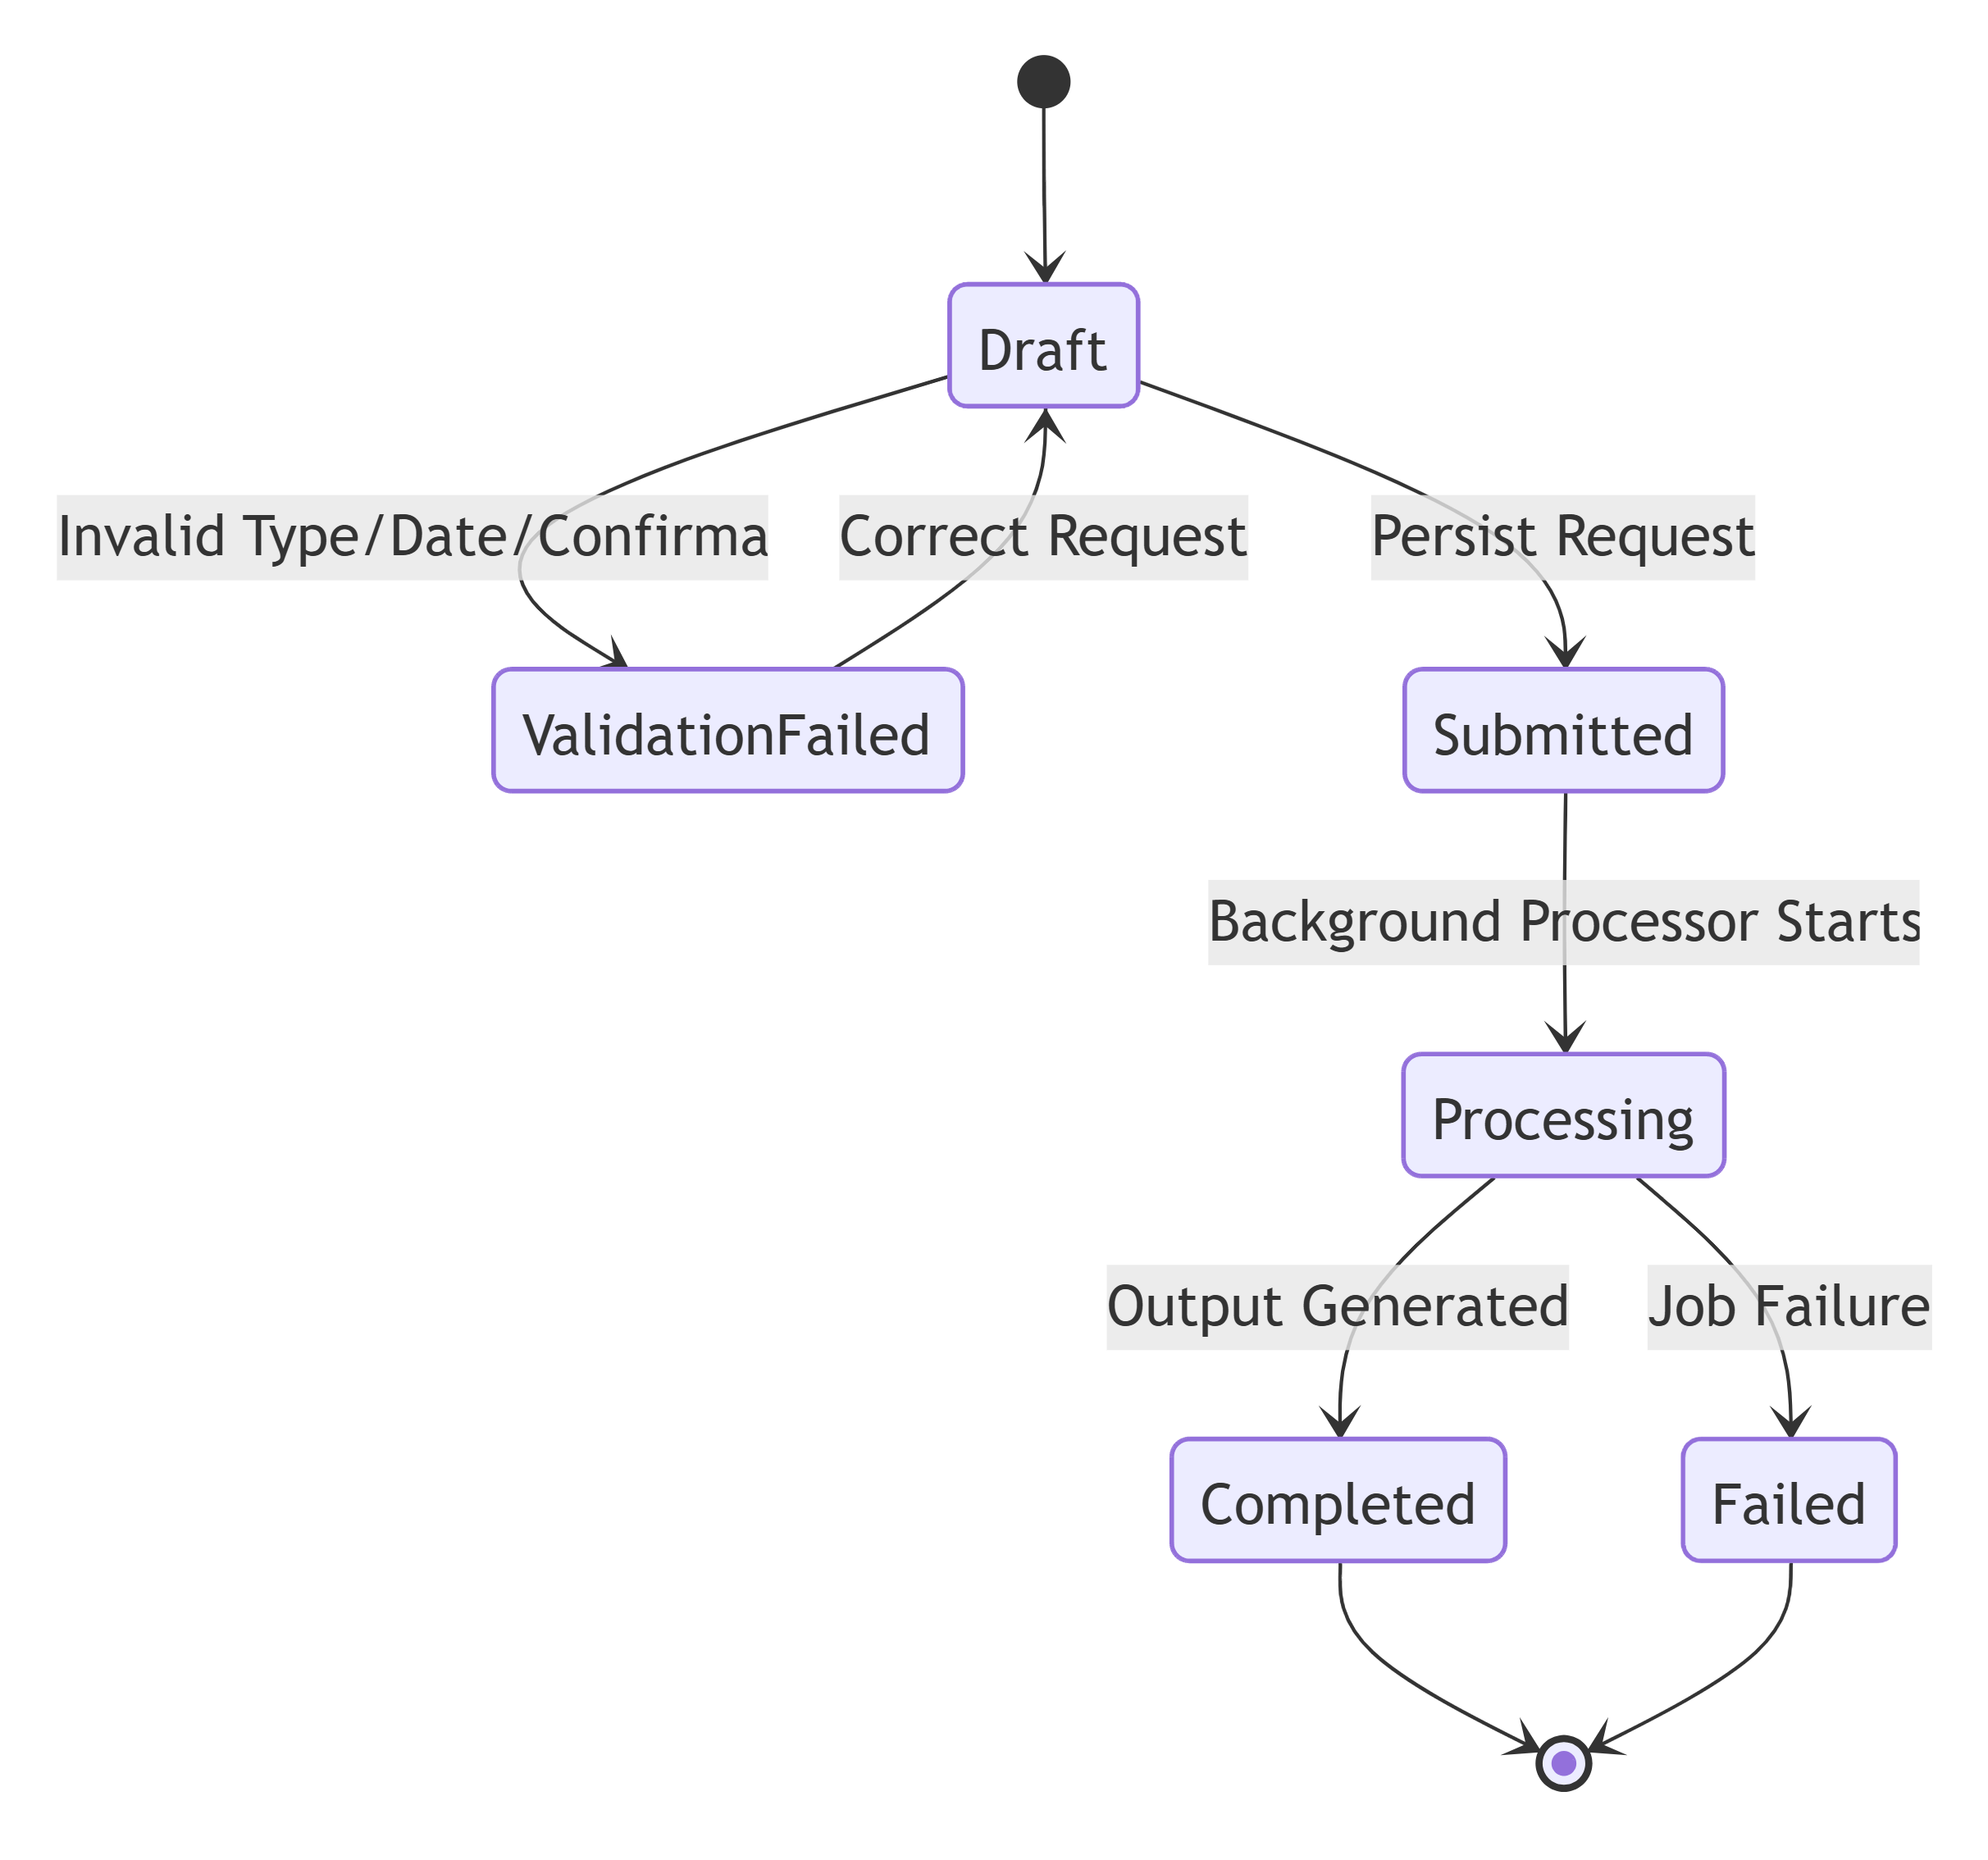 Draft
Invalid Type/Date/Confirma
Correct Request
Persist Request
ValidationFailed
Submitted
Background Processor Starts
Processing
Output Generated
Job Failure
Completed
Failed